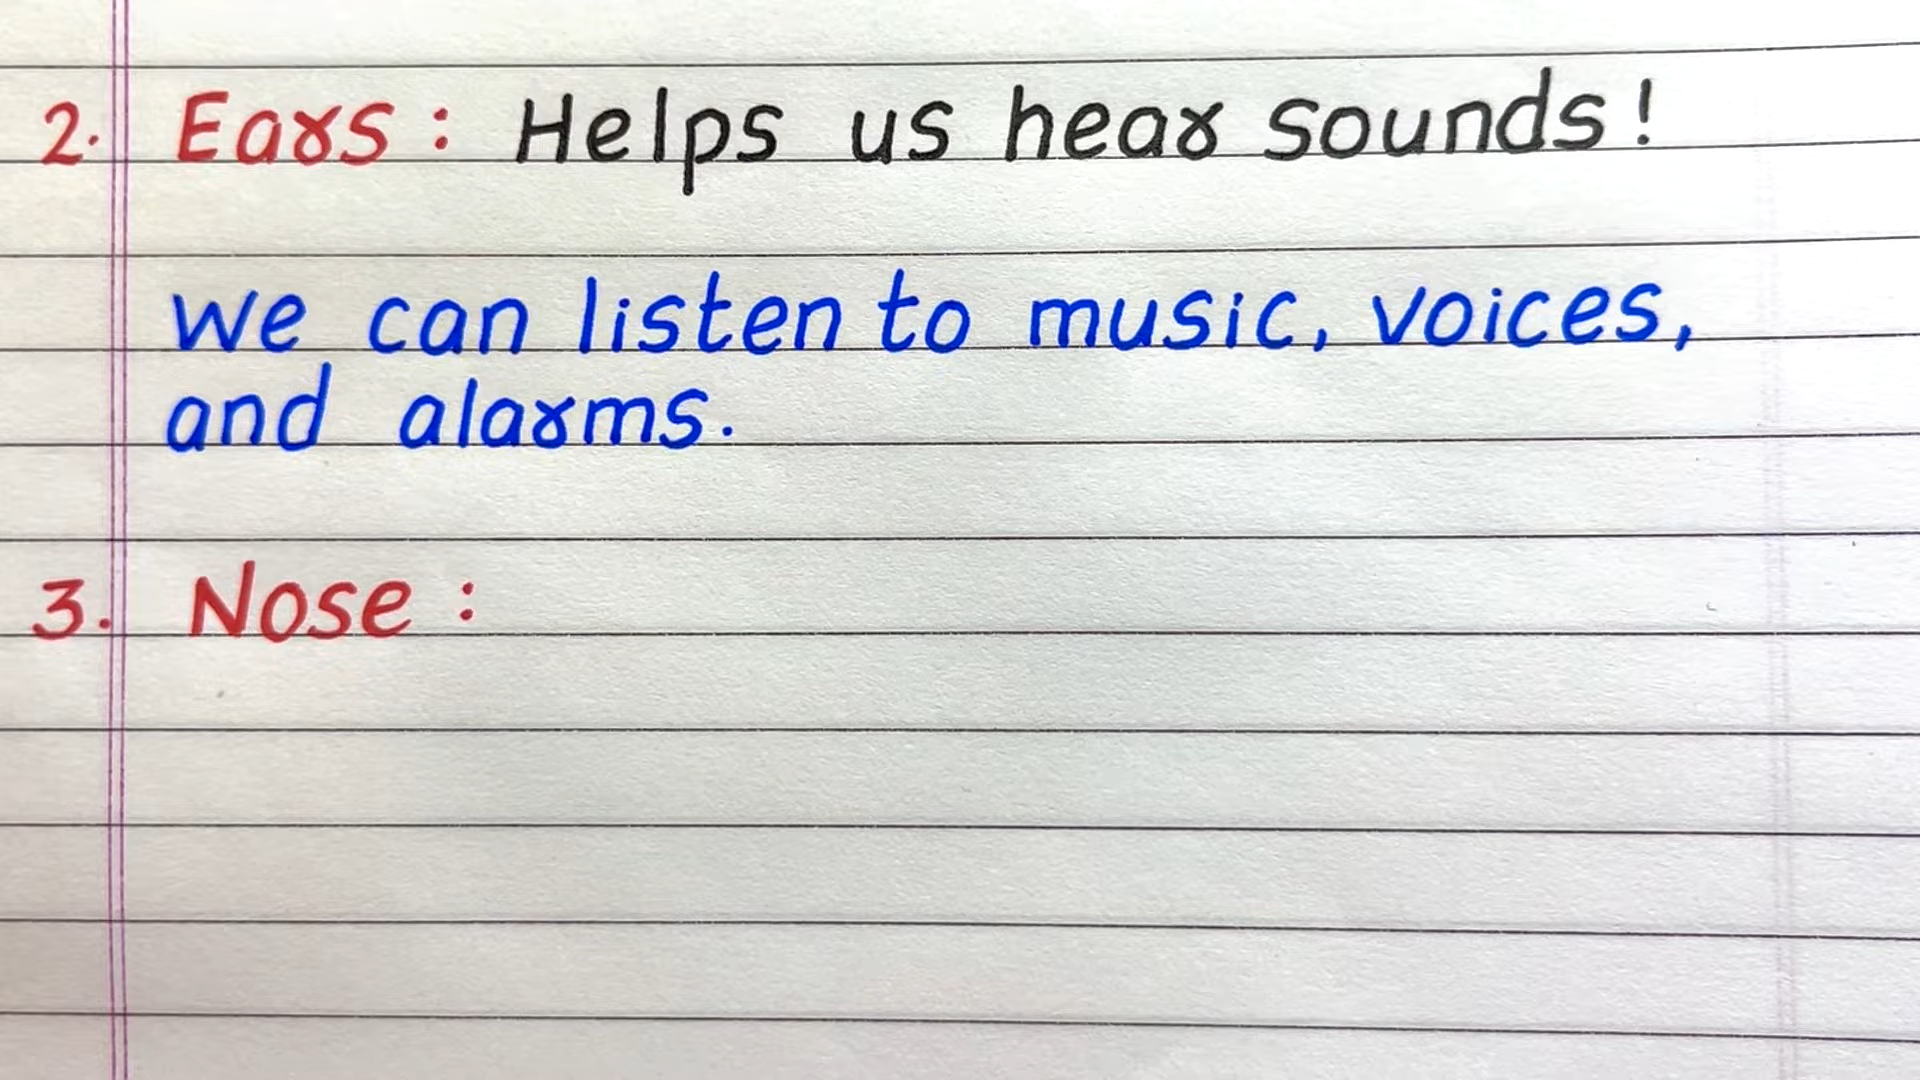 2. Ears : Helps us hear sounds!
we can listen to music, voices,
and alarms.
3. Nose :